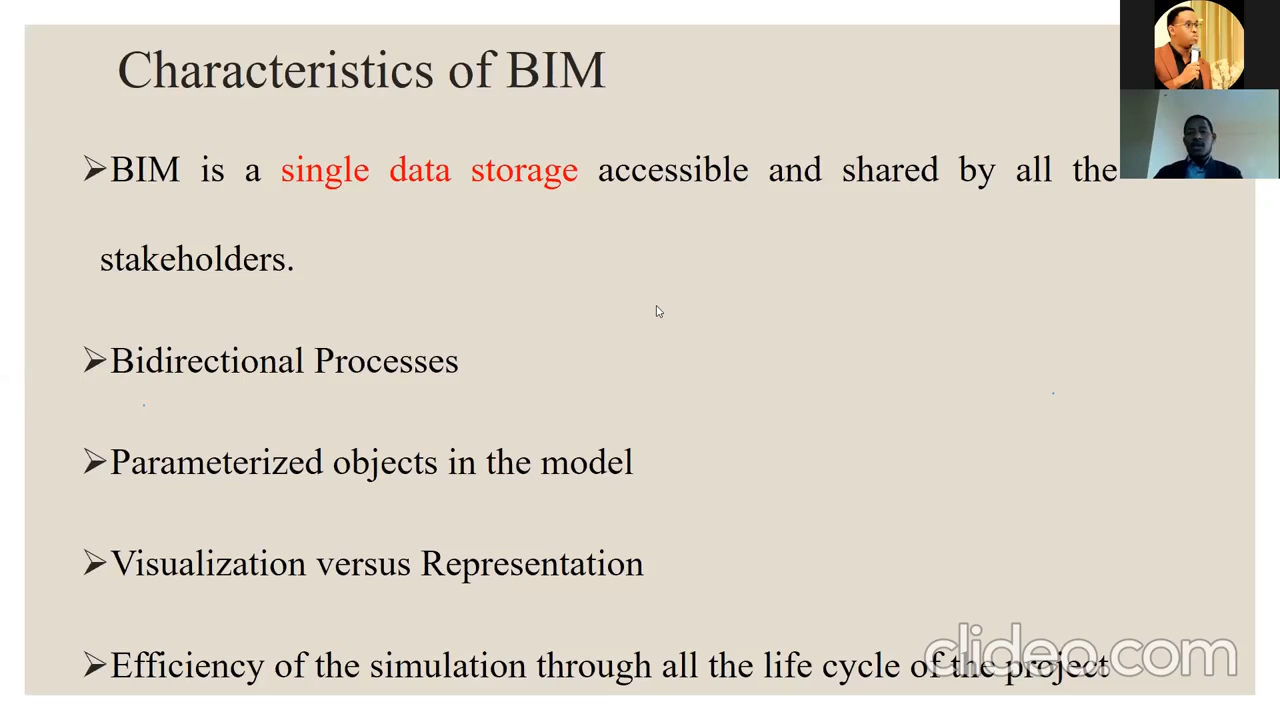 Characteristics of BIM
➢BIM is a single data storage accessible and shared by all the
stakeholders.
➢Bidirectional Processes
➢Parameterized objects in the model
➢Visualization versus Representation
➢Efficiency of the simulation through all the life cycle of the project
clideo.com